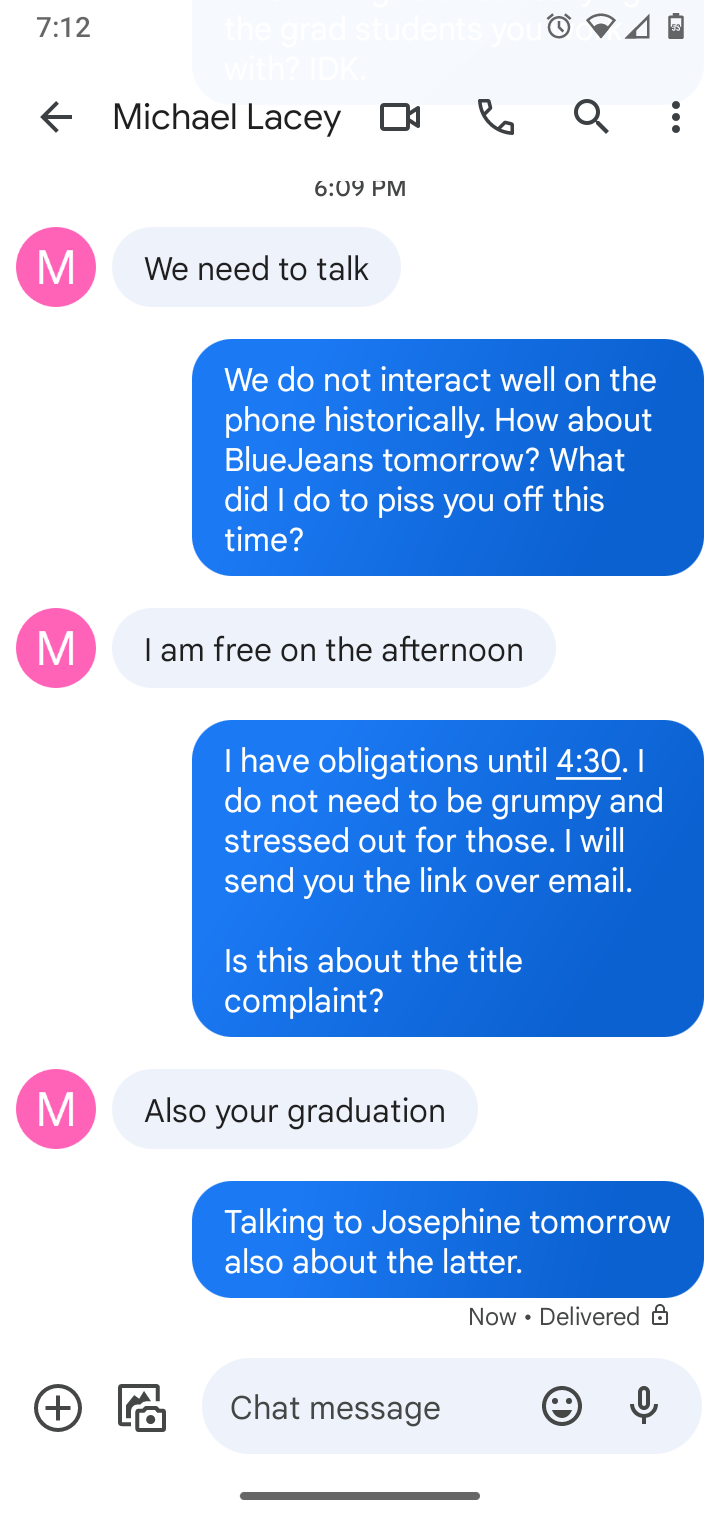 7:12
the grad students you
with? IDK.
Michael Lacey
6:09 PM
M
We need to talk
We do not interact well on the
phone historically. How about
BlueJeans tomorrow? What
did I do to piss you off this
time?
M
I am free on the afternoon
I have obligations until 4:30. I
do not need to be grumpy and
stressed out for those. I will
send you the link over email.
Is this about the title
complaint?
M
Also your graduation
Talking to Josephine tomorrow
also about the latter.
Now • Delivered
Chat message